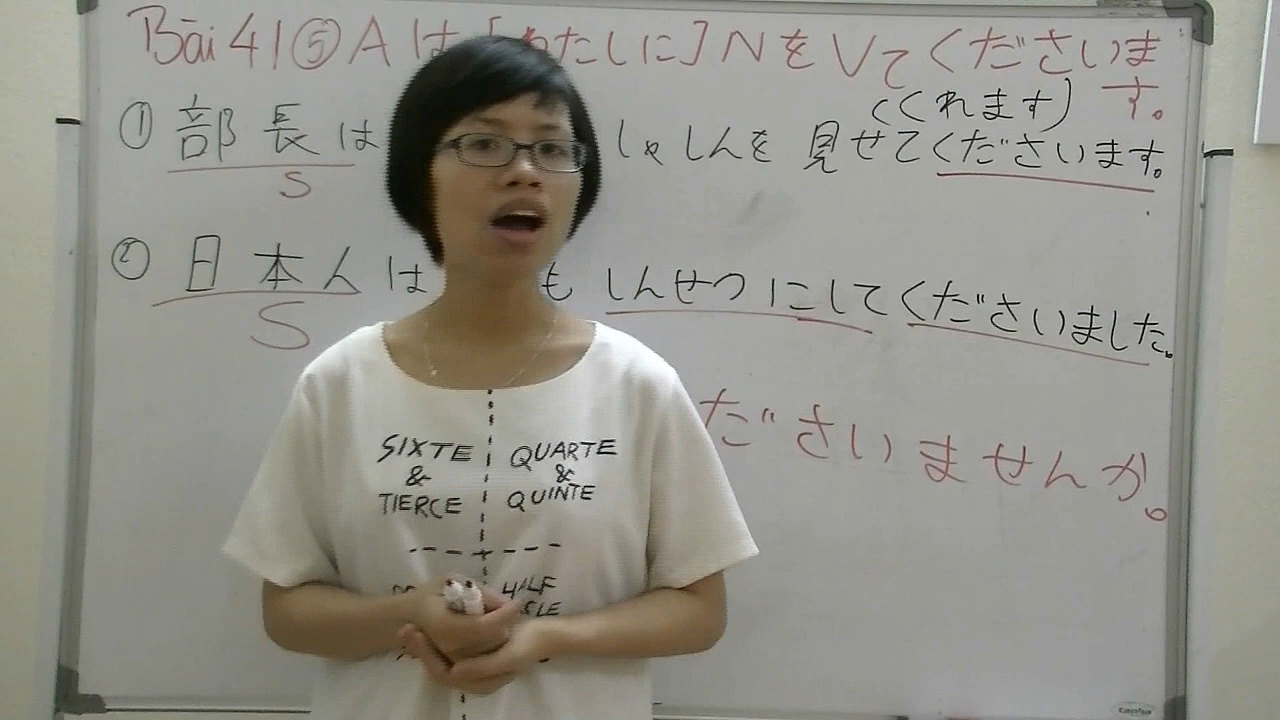 Bài 41 ⑤ A は [わたしに] N を V て くださいま
す。
(くれます)
① 部長は しゃしんを 見せてくださいます。
S
② 日本人は も しんせつにしてくださいました。
S
ださいませんか。
SIXTE & TIERCE
QUARTE & QUINTE
HALF